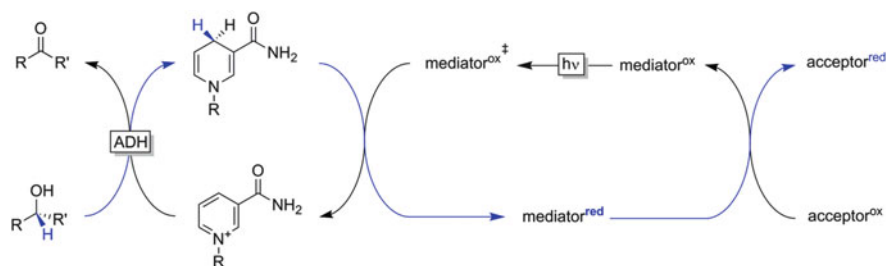 O
R R'
H H O
NH₂
N
R
ADH
OH
R R'
H
O
NH₂
N⁺
R
mediatorᵒˣ ‡
hν
mediatorᵒˣ
acceptorʳᵉᵈ
mediatorʳᵉᵈ
acceptorᵒˣ